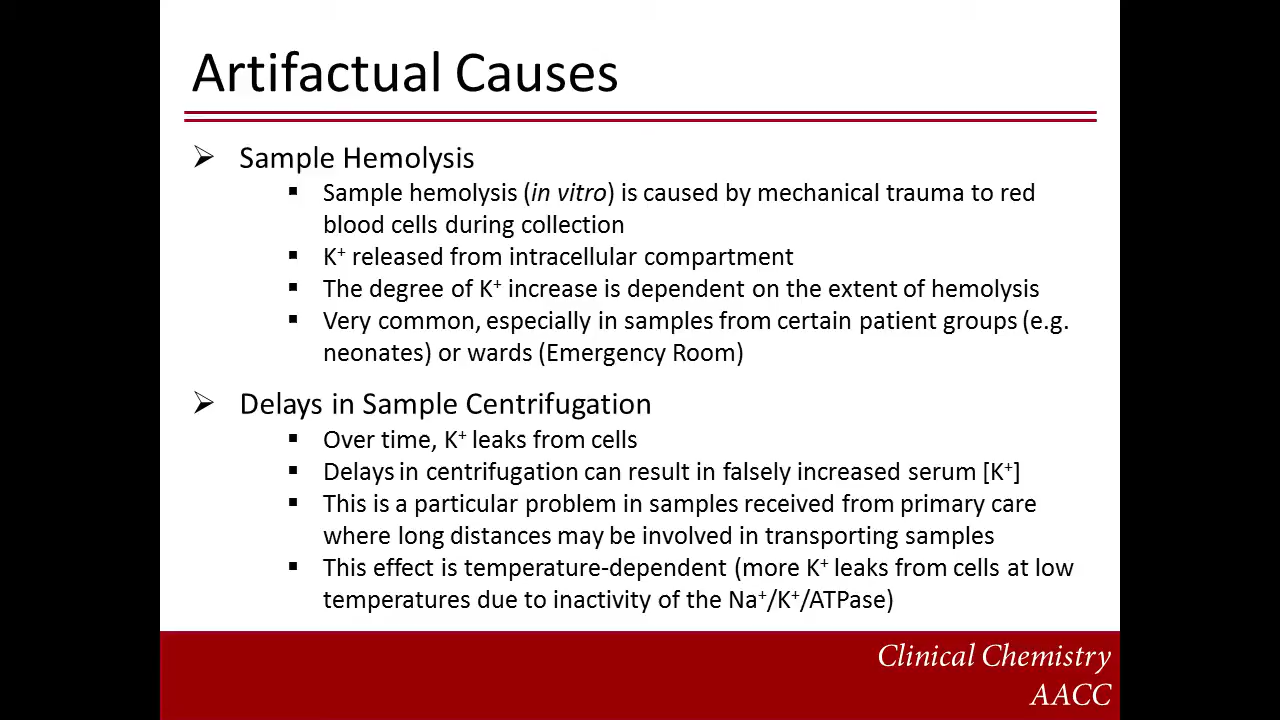 Artifactual Causes
➢ Sample Hemolysis
▪ Sample hemolysis (in vitro) is caused by mechanical trauma to red
blood cells during collection
▪ K⁺ released from intracellular compartment
▪ The degree of K⁺ increase is dependent on the extent of hemolysis
▪ Very common, especially in samples from certain patient groups (e.g.
neonates) or wards (Emergency Room)
➢ Delays in Sample Centrifugation
▪ Over time, K⁺ leaks from cells
▪ Delays in centrifugation can result in falsely increased serum [K⁺]
▪ This is a particular problem in samples received from primary care
where long distances may be involved in transporting samples
▪ This effect is temperature-dependent (more K⁺ leaks from cells at low
temperatures due to inactivity of the Na⁺/K⁺/ATPase)
Clinical Chemistry
AACC